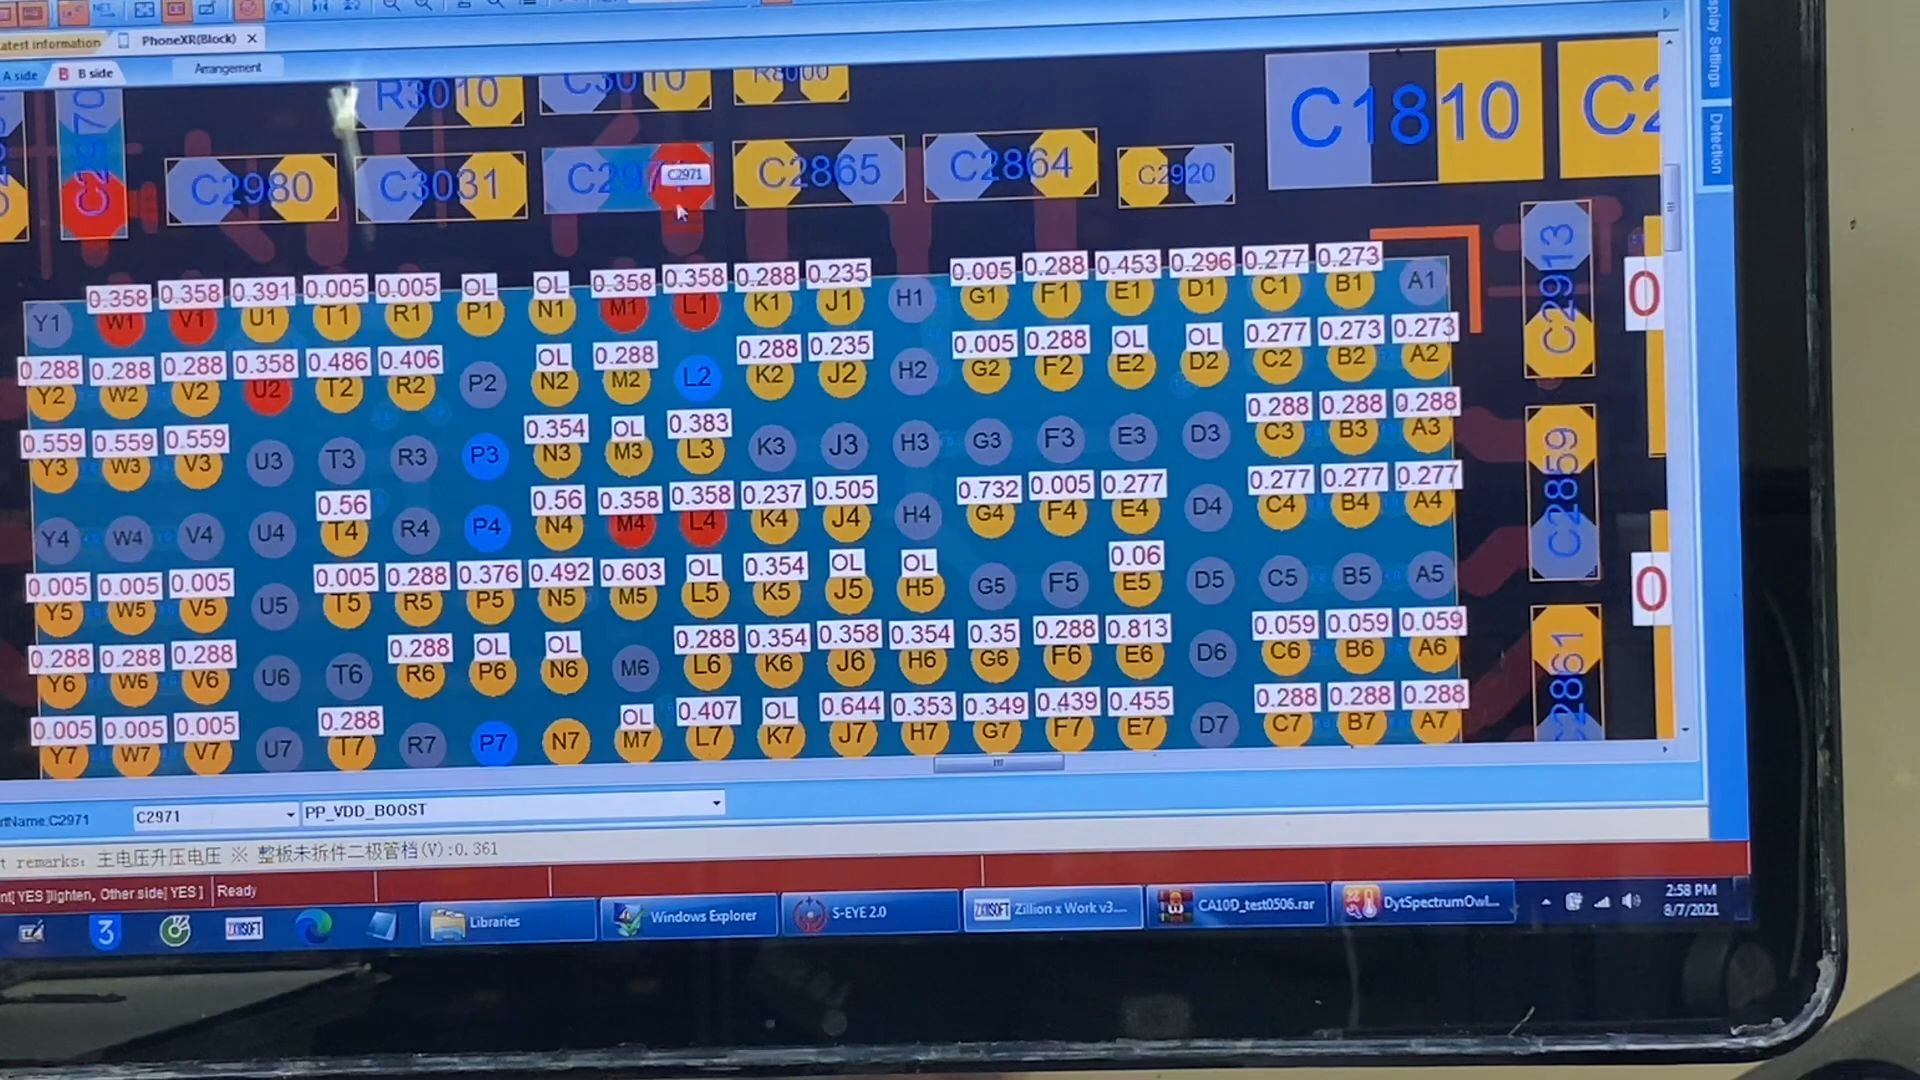 atest information PhoneXR(Block) ×
A side B B side Arrangement
splay Settings
Detection
R3010 C3010 R8000
C1810
C2970 C2980 C3031 C2971 C2865 C2864 C2920
C2971
C2913
C2859
C2861
0.358 0.358 0.391 0.005 0.005 OL OL 0.358 0.358 0.288 0.235 0.005 0.288 0.453 0.296 0.277 0.273
Y1 W1 V1 U1 T1 R1 P1 N1 M1 L1 K1 J1 H1 G1 F1 E1 D1 C1 B1 A1
0.288 0.288 0.288 0.358 0.486 0.406 OL 0.288 0.288 0.235 0.005 0.288 OL OL 0.277 0.273 0.273
Y2 W2 V2 U2 T2 R2 P2 N2 M2 L2 K2 J2 H2 G2 F2 E2 D2 C2 B2 A2
0.559 0.559 0.559 0.354 OL 0.383 0.288 0.288 0.288
Y3 W3 V3 U3 T3 R3 P3 N3 M3 L3 K3 J3 H3 G3 F3 E3 D3 C3 B3 A3
0.56 0.56 0.358 0.358 0.237 0.505 0.732 0.005 0.277 0.277 0.277 0.277
Y4 W4 V4 U4 T4 R4 P4 N4 M4 L4 K4 J4 H4 G4 F4 E4 D4 C4 B4 A4
0.005 0.005 0.005 0.005 0.288 0.376 0.492 0.603 OL 0.354 OL OL 0.06
Y5 W5 V5 U5 T5 R5 P5 N5 M5 L5 K5 J5 H5 G5 F5 E5 D5 C5 B5 A5
0.288 0.288 0.288 0.288 OL OL 0.288 0.354 0.358 0.354 0.35 0.288 0.813 0.059 0.059 0.059
Y6 W6 V6 U6 T6 R6 P6 N6 M6 L6 K6 J6 H6 G6 F6 E6 D6 C6 B6 A6
0.005 0.005 0.005 0.288 OL 0.407 OL 0.644 0.353 0.349 0.439 0.455 0.288 0.288 0.288
Y7 W7 V7 U7 T7 R7 P7 N7 M7 L7 K7 J7 H7 G7 F7 E7 D7 C7 B7 A7
0
0
rtName:C2971 C2971 PP_VDD_BOOST
t remarks: 主电压升压电压 ※ 整板未拆件二极管档(V):0.361
nt[ YES ]lighten, Other side[ YES ] Ready
3 ZXWSOFT Libraries Windows Explorer S-EYE 2.0 ZXWSOFT Zillion x Work v3.... CA10D_test0506.rar DytSpectrumOwl...
2:58 PM
8/7/2021